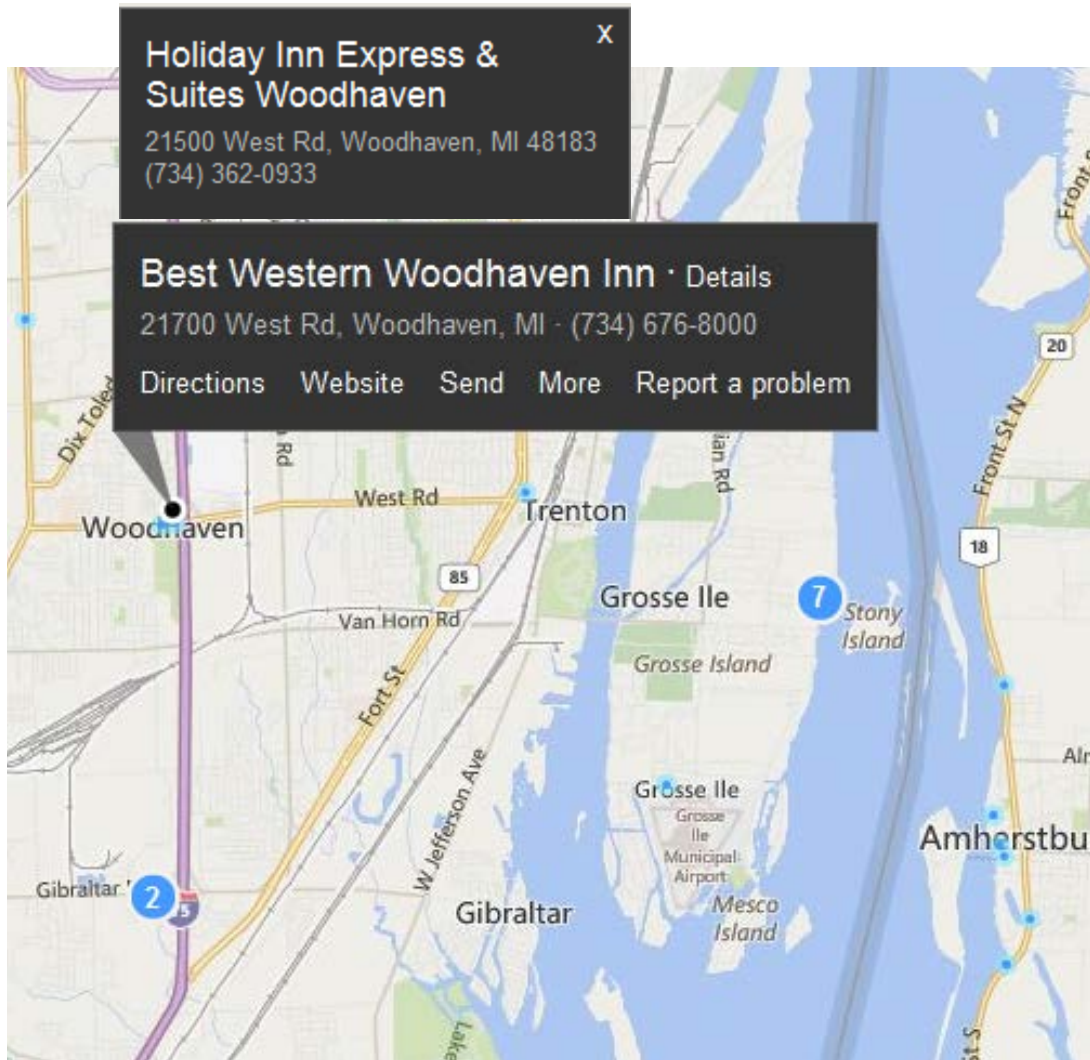 X
Holiday Inn Express &
Suites Woodhaven
21500 West Rd, Woodhaven, MI 48183
(734) 362-0933
Front
Best Western Woodhaven Inn · Details
21700 West Rd, Woodhaven, MI · (734) 676-8000
Directions Website Send More Report a problem
20
Dix Toled
Rd
ian Rd
Front St N
West Rd
Trenton
Woodhaven
18
85
Grosse Ile
7
Stony
Island
Van Horn Rd
Grosse Island
Fort St
W Jefferson Ave
Grosse Ile
Grosse
Ile
Municipal
Airport
Amherstbu
Gibraltar
2
Gibraltar
Mesco
Island
Lake